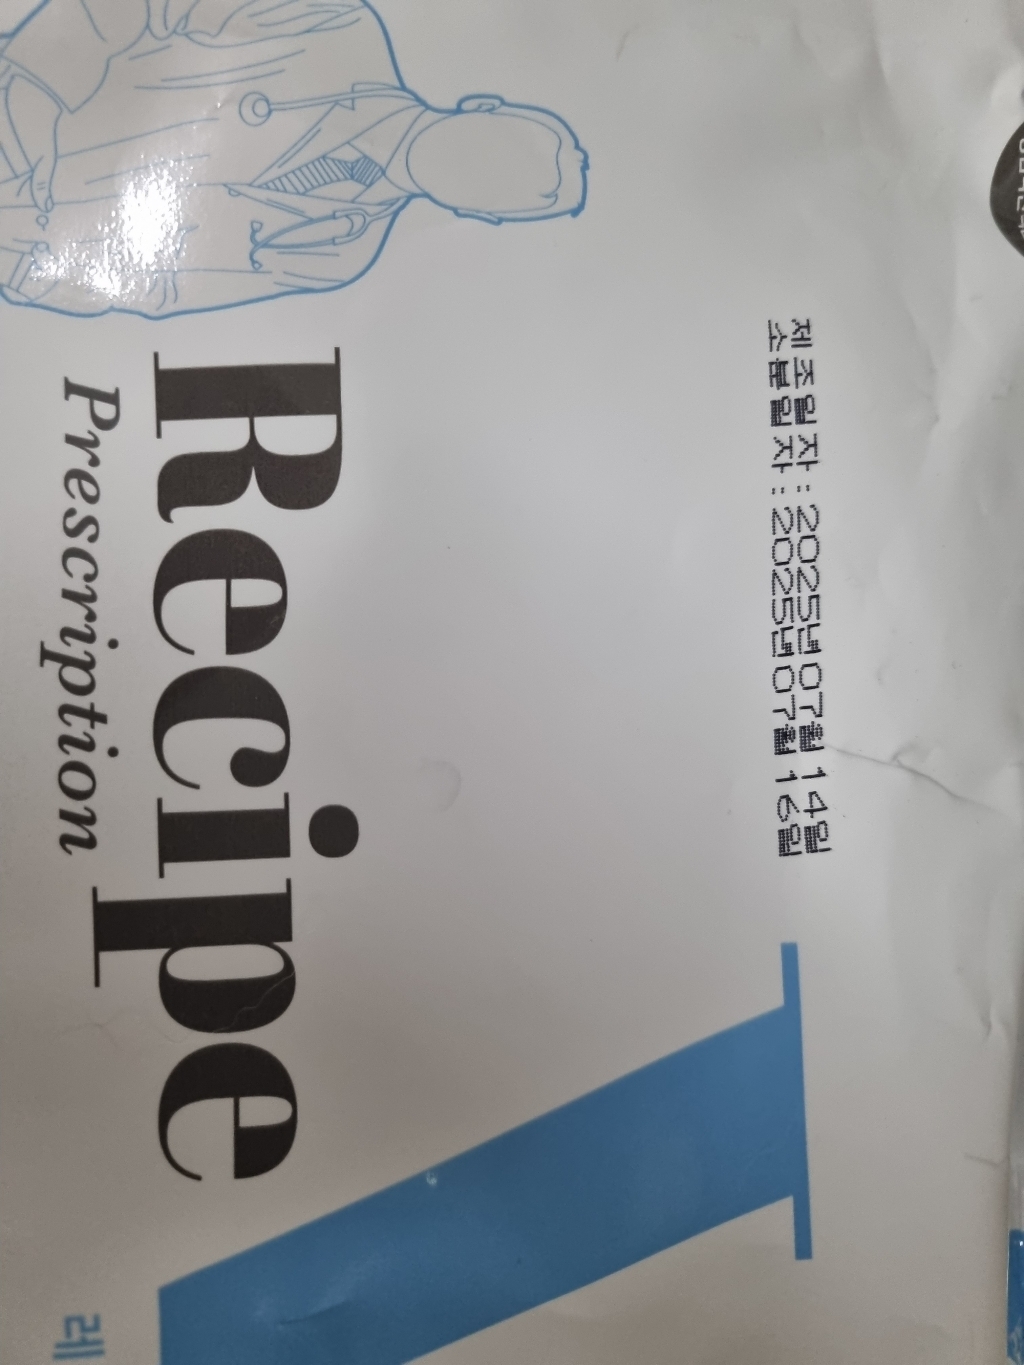 제조일자 : 2025년 07월 14일
소분일자 : 2025년 07월 16일
V
Recipe
Prescription
레